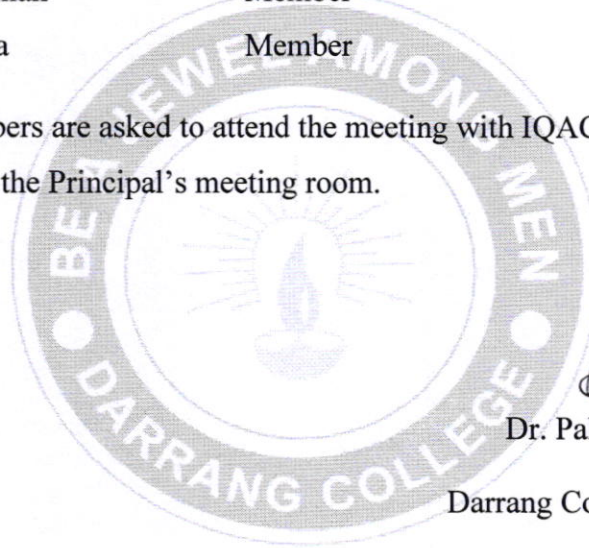 Member
a Member
BE A JEWEL AMONG MEN
bers are asked to attend the meeting with IQAC
the Principal's meeting room.
DARRANG COLLEGE
Dr. Pal
Darrang Co